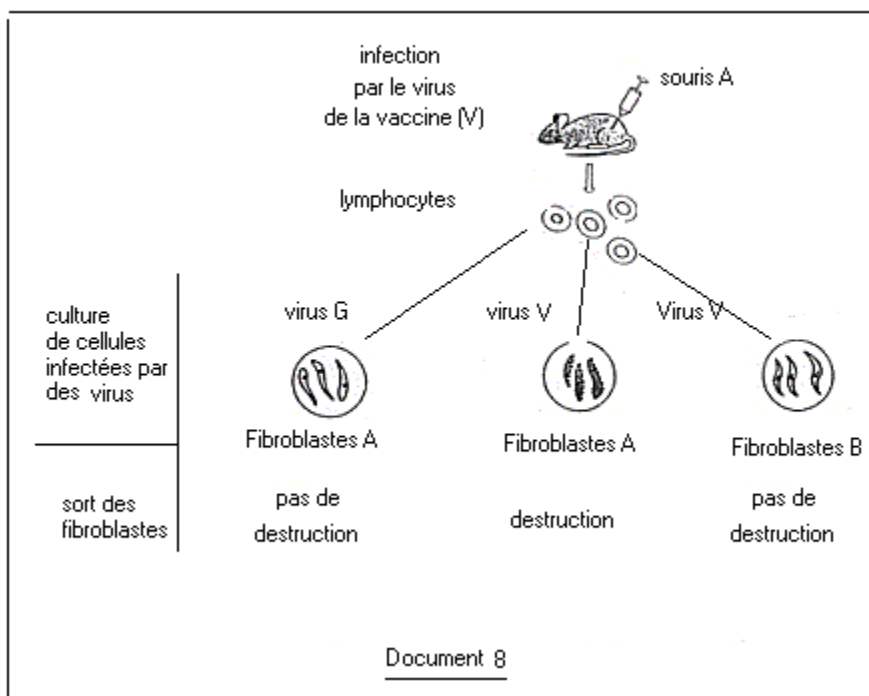 infection
par le virus
de la vaccine (V)
souris A
lymphocytes
culture
de cellules
infectées par
des virus
virus G
virus V
Virus V
Fibroblastes A
Fibroblastes A
Fibroblastes B
sort des
fibroblastes
pas de
destruction
destruction
pas de
destruction
Document 8